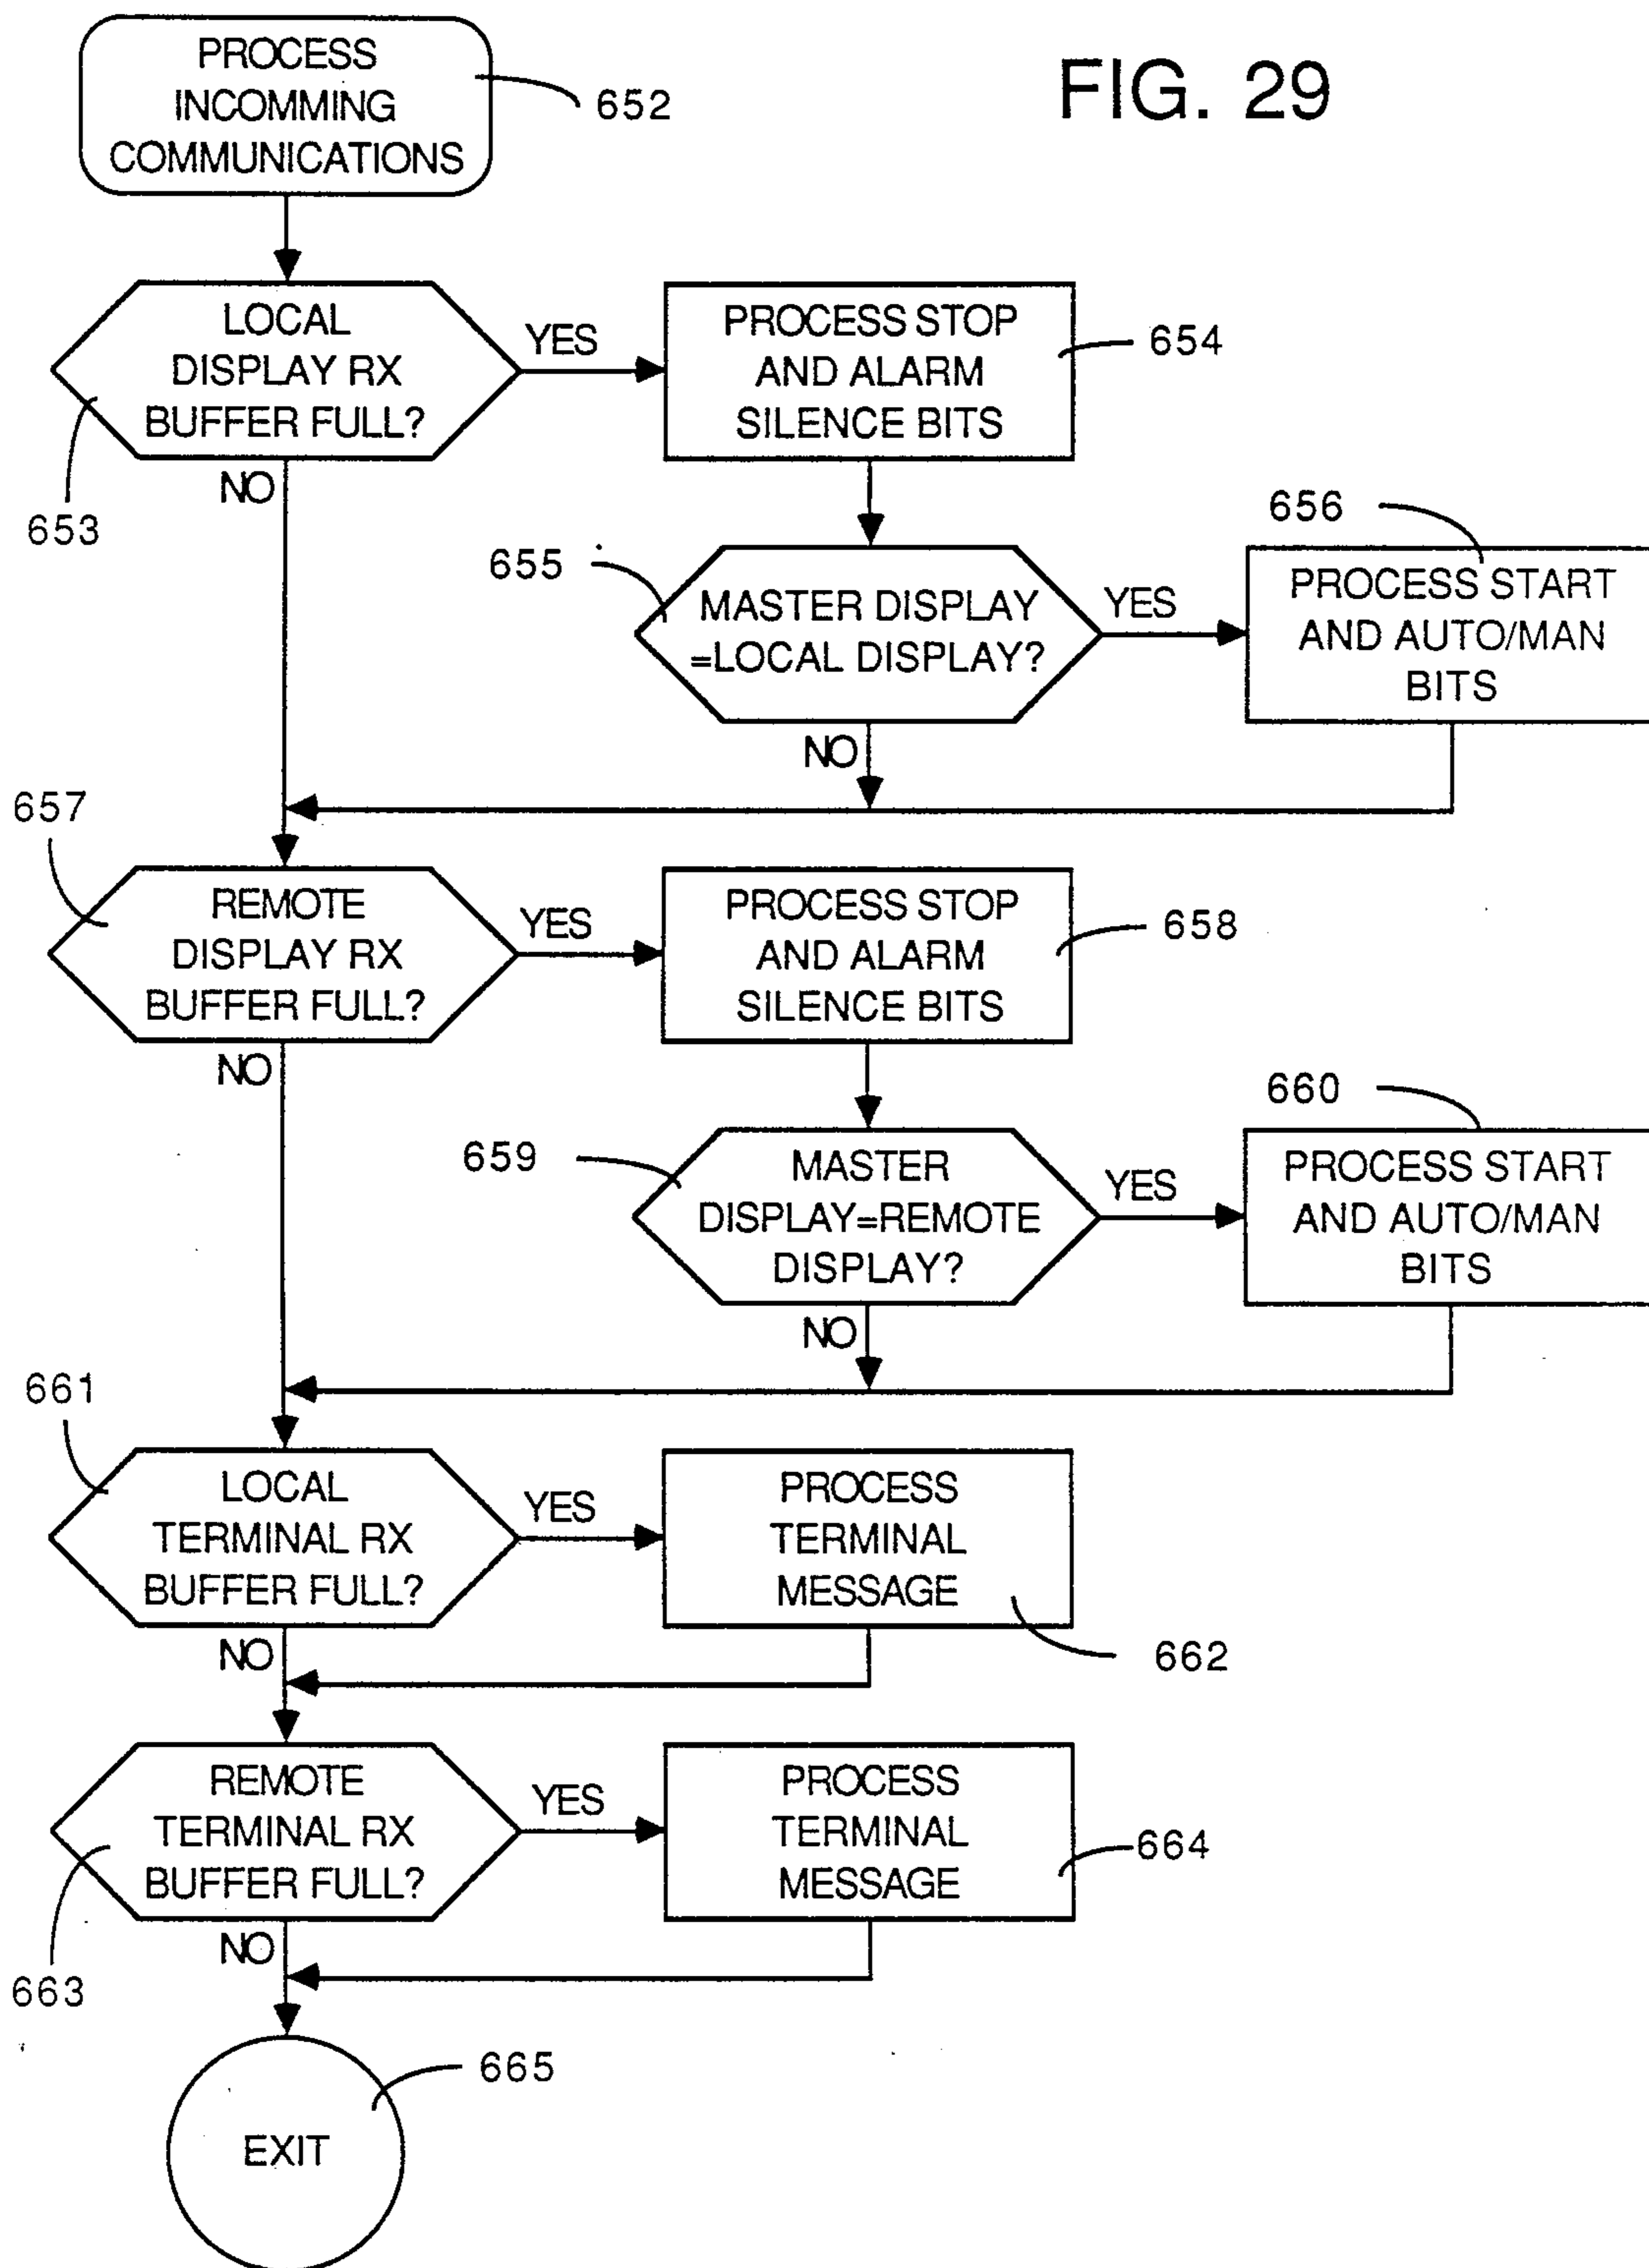 FIG. 29
PROCESS
INCOMMING
COMMUNICATIONS
652
LOCAL
DISPLAY RX
BUFFER FULL?
653
YES
NO
PROCESS STOP
AND ALARM
SILENCE BITS
654
655
MASTER DISPLAY
=LOCAL DISPLAY?
YES
NO
656
PROCESS START
AND AUTO/MAN
BITS
657
REMOTE
DISPLAY RX
BUFFER FULL?
YES
NO
PROCESS STOP
AND ALARM
SILENCE BITS
658
659
MASTER
DISPLAY=REMOTE
DISPLAY?
YES
NO
660
PROCESS START
AND AUTO/MAN
BITS
661
LOCAL
TERMINAL RX
BUFFER FULL?
YES
NO
PROCESS
TERMINAL
MESSAGE
662
REMOTE
TERMINAL RX
BUFFER FULL?
663
YES
NO
PROCESS
TERMINAL
MESSAGE
664
665
EXIT